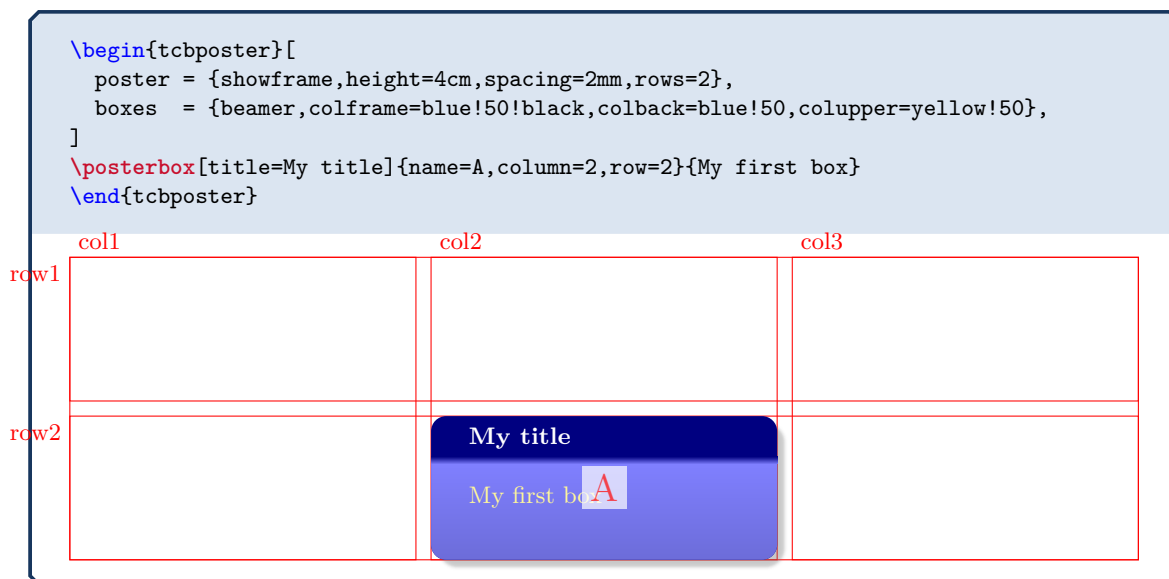 \begin{tcbposter}[
  poster = {showframe,height=4cm,spacing=2mm,rows=2},
  boxes  = {beamer,colframe=blue!50!black,colback=blue!50,colupper=yellow!50},
]
\posterbox[title=My title]{name=A,column=2,row=2}{My first box}
\end{tcbposter}
col1 col2 col3
row1
row2 My title
My first box A